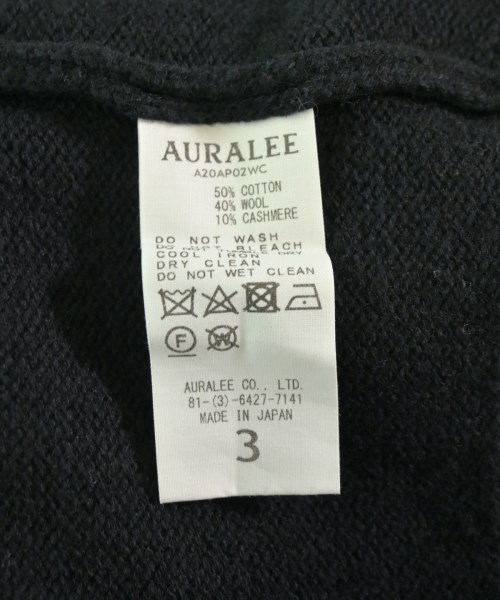 AURALEE
A20AP02WC
50% COTTON
40% WOOL
10% CASHMERE
DO NOT WASH
DO NOT BLEACH
COOL IRON DRY
DRY CLEAN
DO NOT WET CLEAN
F
W
AURALEE CO., LTD.
81-(3)-6427-7141
MADE IN JAPAN
3